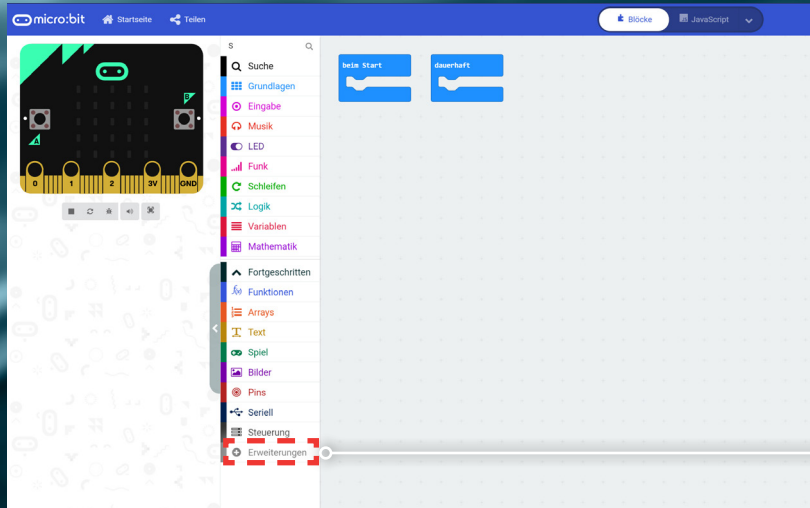 micro:bit Startseite Teilen Blöcke JavaScript
S
Suche
Grundlagen
Eingabe
Musik
LED
Funk
Schleifen
Logik
Variablen
Mathematik
Fortgeschritten
f(x) Funktionen
Arrays
T Text
Spiel
Bilder
Pins
Seriell
Steuerung
Erweiterungen
beim Start
dauerhaft
B
A
0 1 2 3V GND